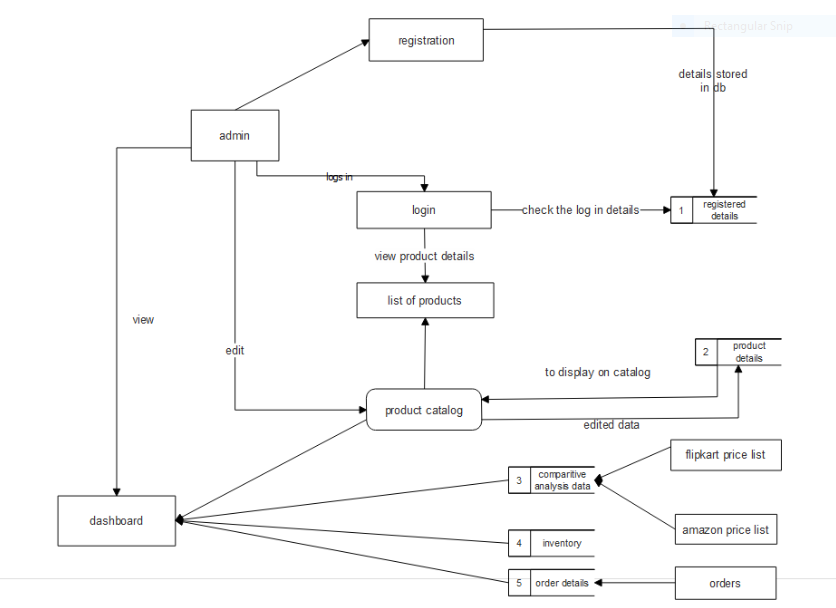 Rectangular Snip
registration
details stored
in db
admin
logs in
login
check the log in details
1
registered
details
view product details
list of products
view
edit
2
product
details
to display on catalog
product catalog
edited data
flipkart price list
3
comparitive
analysis data
dashboard
amazon price list
4
inventory
5
order details
orders